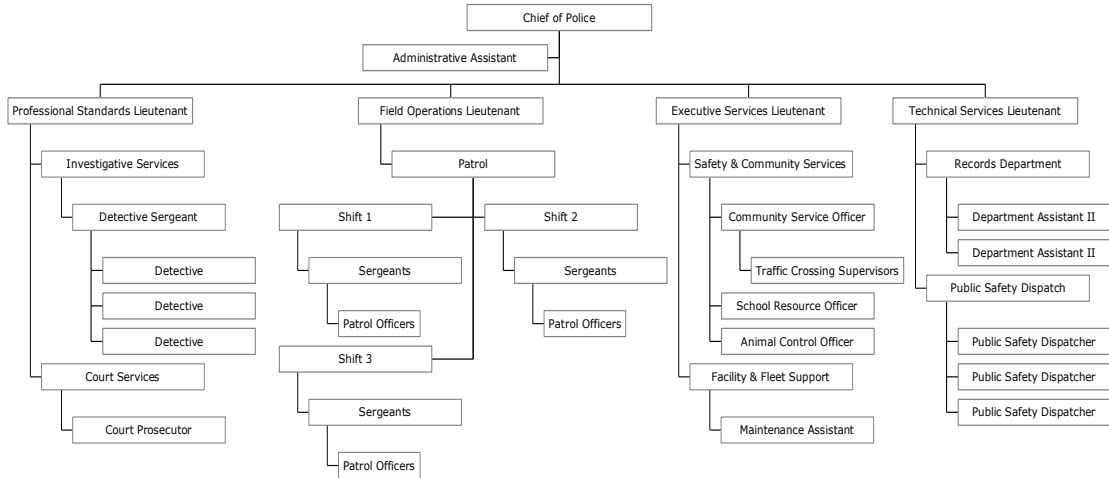 Chief of Police
Administrative Assistant
Professional Standards Lieutenant
Investigative Services
Detective Sergeant
Detective
Detective
Detective
Court Services
Court Prosecutor
Field Operations Lieutenant
Patrol
Shift 1
Sergeants
Patrol Officers
Shift 2
Sergeants
Patrol Officers
Shift 3
Sergeants
Patrol Officers
Executive Services Lieutenant
Safety & Community Services
Community Service Officer
Traffic Crossing Supervisors
School Resource Officer
Animal Control Officer
Facility & Fleet Support
Maintenance Assistant
Technical Services Lieutenant
Records Department
Department Assistant II
Department Assistant II
Public Safety Dispatch
Public Safety Dispatcher
Public Safety Dispatcher
Public Safety Dispatcher